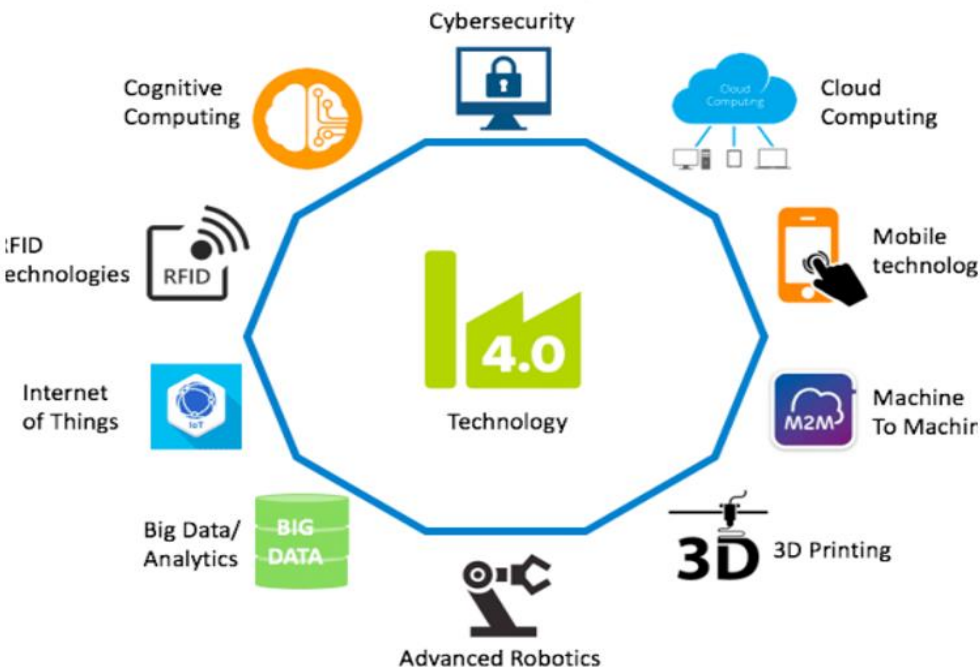 Cybersecurity
Cognitive
Computing
Cloud
Computing
Cloud
Computing
RFID
FID
echnologies
Mobile
technolog
4.0
Technology
Internet
of Things
IoT
M2M
Machine
To Machin
Big Data/
Analytics
BIG
DATA
3D
3D Printing
Advanced Robotics